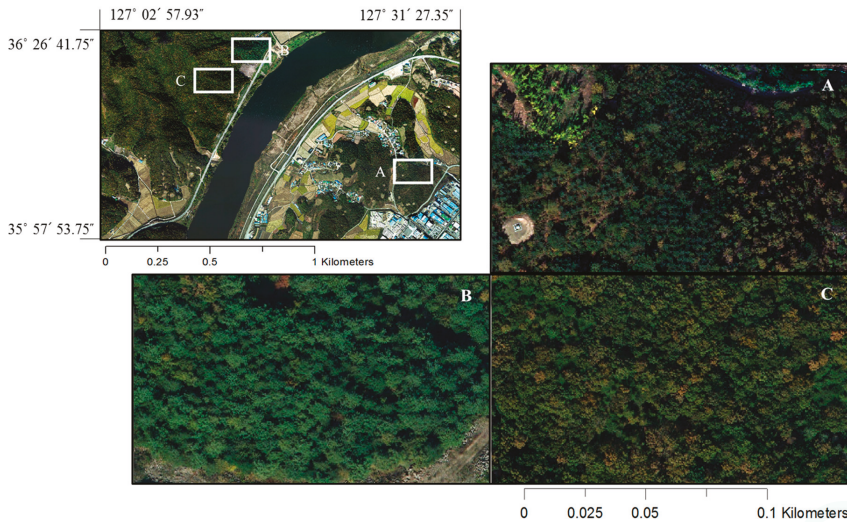 127° 02′ 57.93″ 127° 31′ 27.35″
36° 26′ 41.75″
B
C
A
35° 57′ 53.75″
0 0.25 0.5 1 Kilometers
A
B
C
0 0.025 0.05 0.1 Kilometers